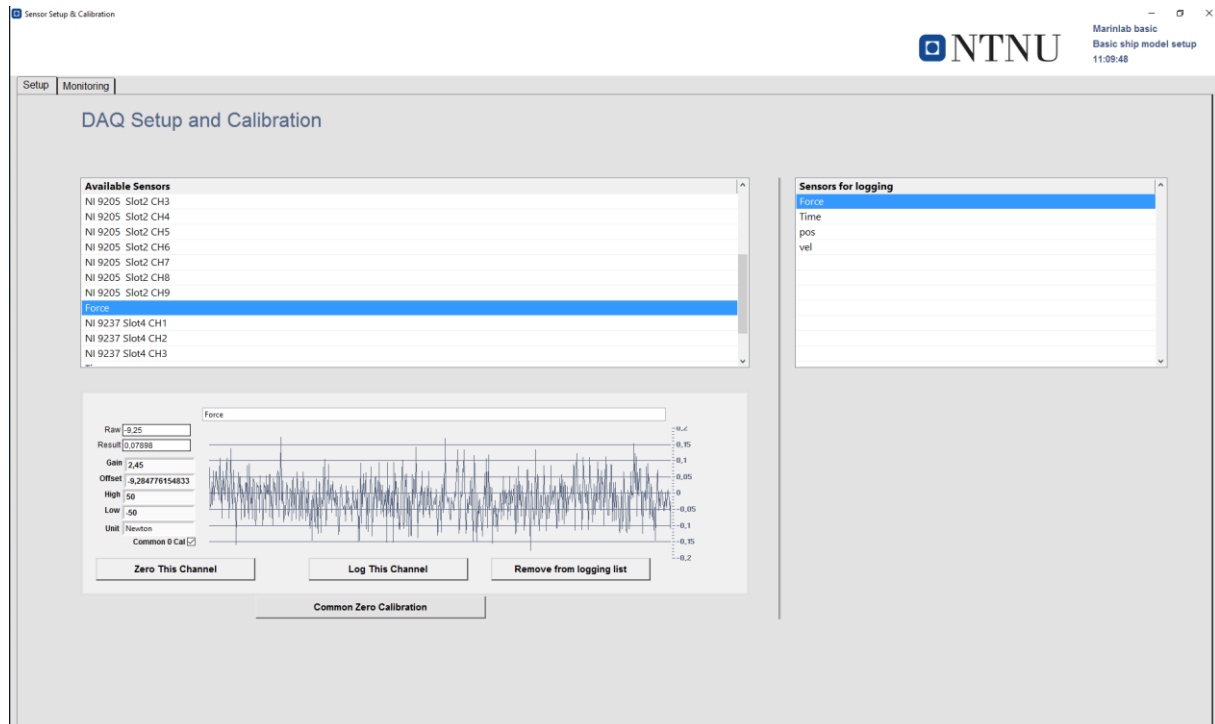 Sensor Setup & Calibration
NTNU
Marinlab basic
Basic ship model setup
11:09:48
Setup
Monitoring
DAQ Setup and Calibration
Available Sensors
NI 9205 Slot2 CH3
NI 9205 Slot2 CH4
NI 9205 Slot2 CH5
NI 9205 Slot2 CH6
NI 9205 Slot2 CH7
NI 9205 Slot2 CH8
NI 9205 Slot2 CH9
Force
NI 9237 Slot4 CH1
NI 9237 Slot4 CH2
NI 9237 Slot4 CH3
Sensors for logging
Force
Time
pos
vel
Force
Raw -9,25
Result 0,07898
Gain 2,45
Offset -9,284776154833
High 50
Low -50
Unit Newton
Common 0 Cal
0,2
0,15
0,1
0,05
0
-0,05
-0,1
-0,15
-0,2
Zero This Channel
Log This Channel
Remove from logging list
Common Zero Calibration